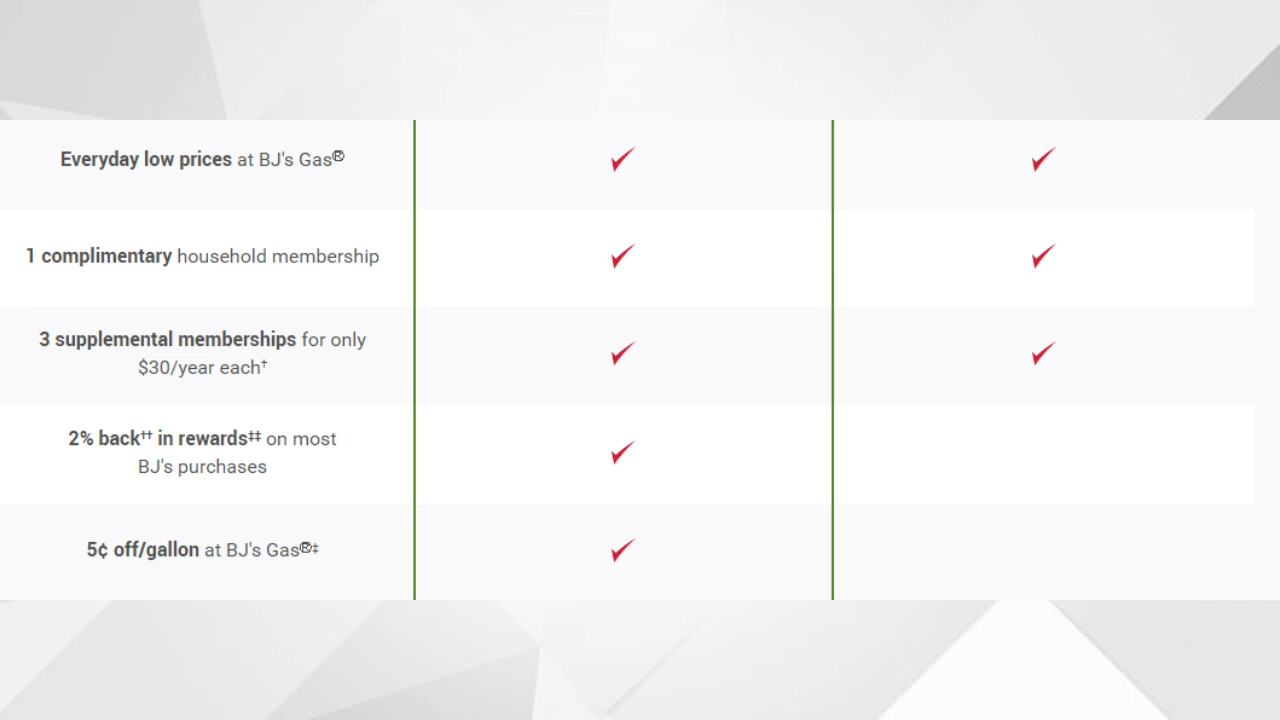 Everyday low prices at BJ's Gas®
1 complimentary household membership
3 supplemental memberships for only
$30/year each†
2% back†† in rewards‡‡ on most
BJ's purchases
5¢ off/gallon at BJ's Gas®‡